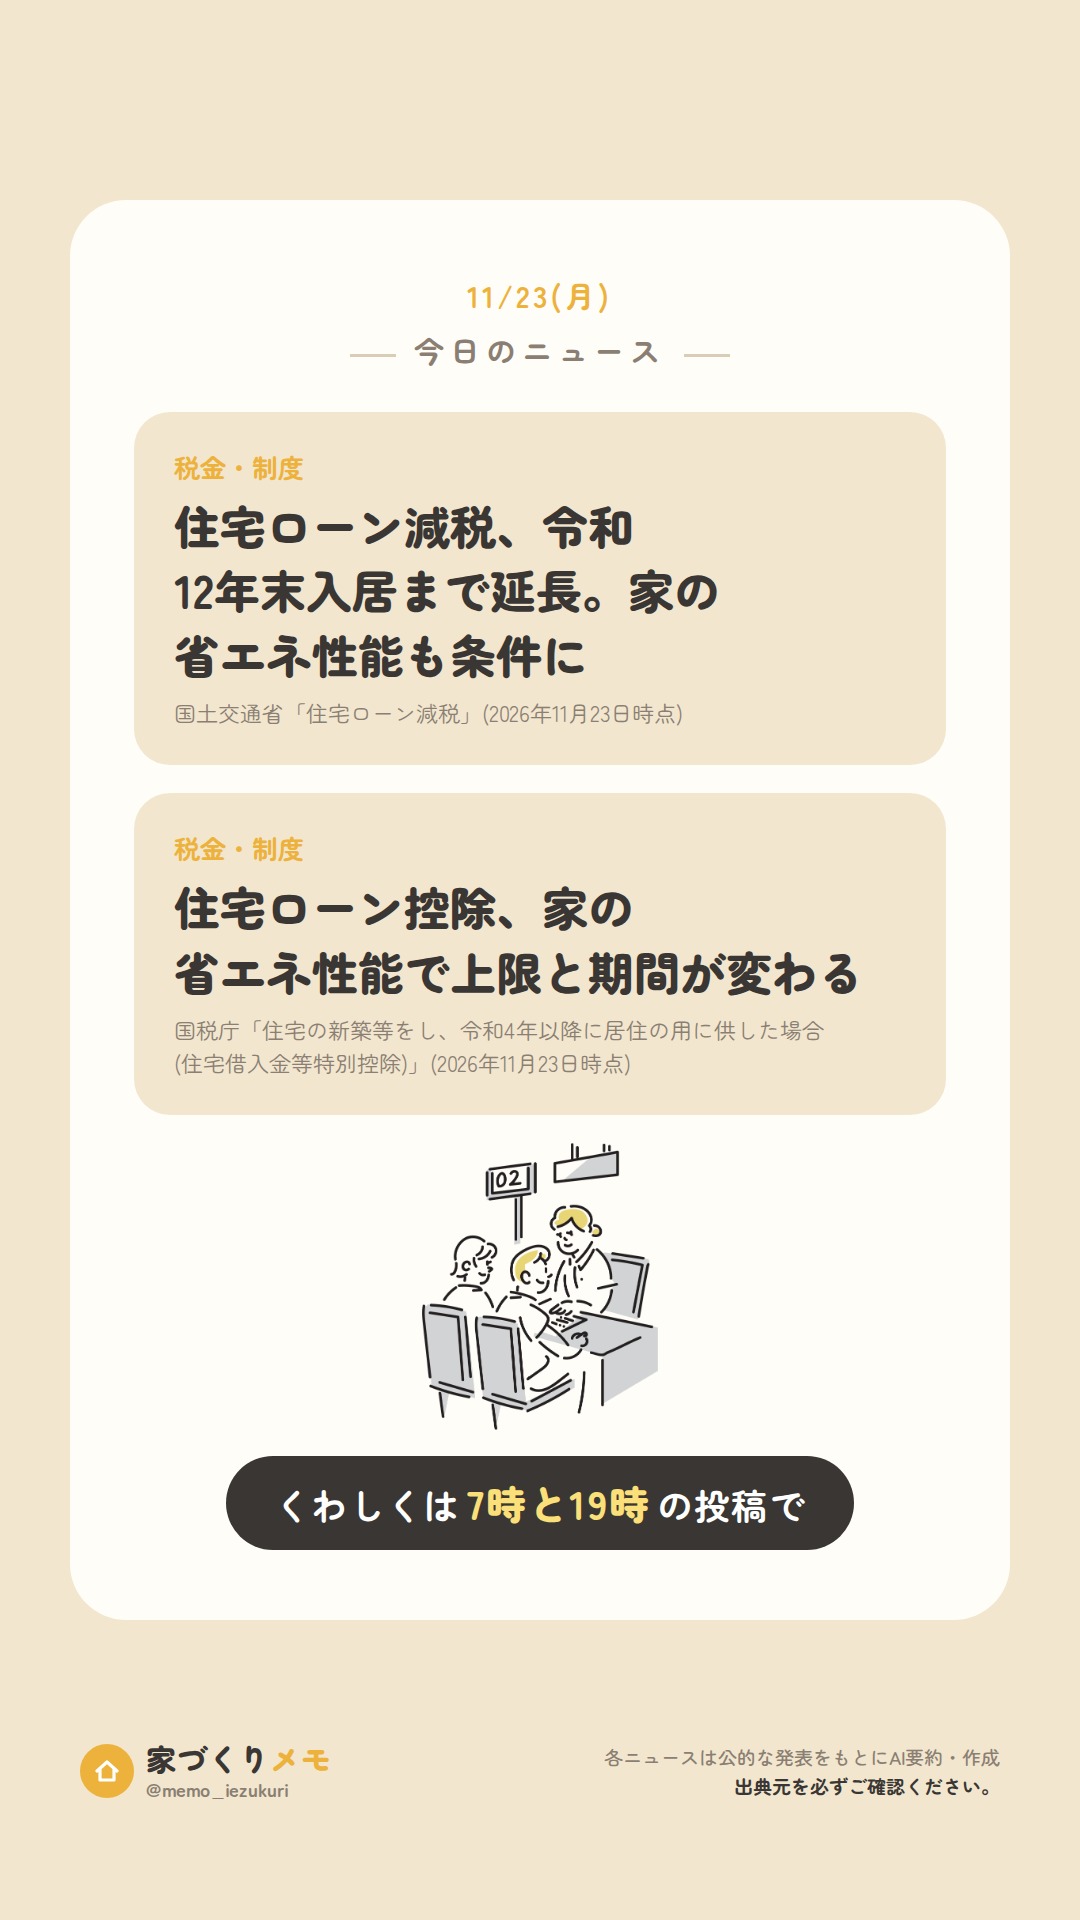 11/23(月)
今日のニュース
税金・制度
住宅ローン減税、令和
12年末入居まで延長。家の
省エネ性能も条件に
国土交通省「住宅ローン減税」(2026年11月23日時点)
税金・制度
住宅ローン控除、家の
省エネ性能で上限と期間が変わる
国税庁「住宅の新築等をし、令和4年以降に居住の用に供した場合
(住宅借入金等特別控除)」(2026年11月23日時点)
02
くわしくは 7時と19時 の投稿で
家づくりメモ
@memo_iezukuri
各ニュースは公的な発表をもとにAI要約・作成
出典元を必ずご確認ください。